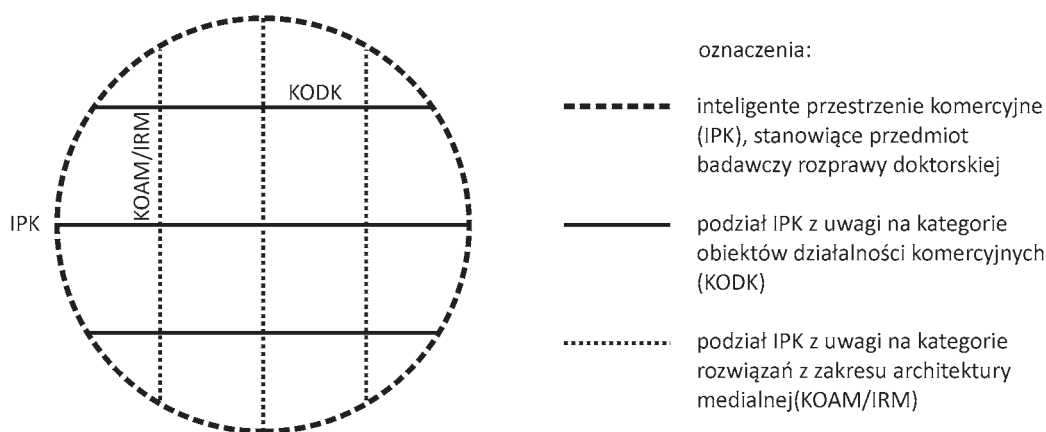 KODK
KOAM/IRM
IPK
oznaczenia:
inteligente przestrzenie komercyjne
(IPK), stanowiące przedmiot
badawczy rozprawy doktorskiej
podział IPK z uwagi na kategorie
obiektów działalności komercyjnych
(KODK)
podział IPK z uwagi na kategorie
rozwiązań z zakresu architektury
medialnej(KOAM/IRM)